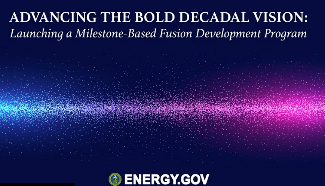 ADVANCING THE BOLD DECADAL VISION:
Launching a Milestone-Based Fusion Development Program
ENERGY.GOV